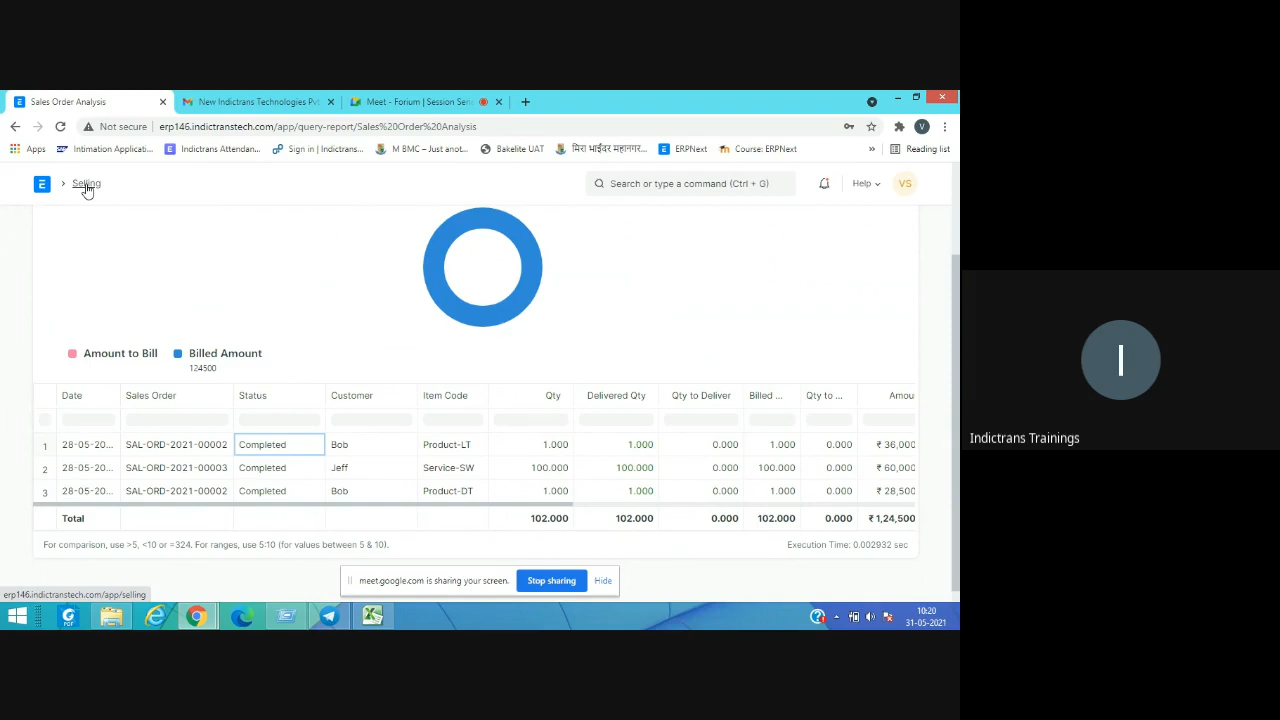 Sales Order Analysis
New Indictrans Technologies Pvt
Meet - Forium | Session Sene
Not secure
erp146.indictranstech.com/app/query-report/Sales%20Order%20Analysis
Apps
Intimation Applicati...
Indictrans Attendan...
Sign in | Indictrans...
M BMC – Just anot...
Bakelite UAT
मिरा भाईंदर महानगर...
ERPNext
Course: ERPNext
»
Reading list
E
Selling
Search or type a command (Ctrl + G)
Help
VS
Amount to Bill
Billed Amount
124500
Date Sales Order Status Customer Item Code Qty Delivered Qty Qty to Deliver Billed ... Qty to ... Amou
1 28-05-20... SAL-ORD-2021-00002 Completed Bob Product-LT 1.000 1.000 0.000 1.000 0.000 ₹ 36,000
2 28-05-20... SAL-ORD-2021-00003 Completed Jeff Service-SW 100.000 100.000 0.000 100.000 0.000 ₹ 60,000
3 28-05-20... SAL-ORD-2021-00002 Completed Bob Product-DT 1.000 1.000 0.000 1.000 0.000 ₹ 28,500
Total 102.000 102.000 0.000 102.000 0.000 ₹ 1,24,500
For comparison, use >5, <10 or =324. For ranges, use 5:10 (for values between 5 & 10).
Execution Time: 0.002932 sec
meet.google.com is sharing your screen.
Stop sharing
Hide
erp146.indictranstech.com/app/selling
10:20
31-05-2021
I
Indictrans Trainings